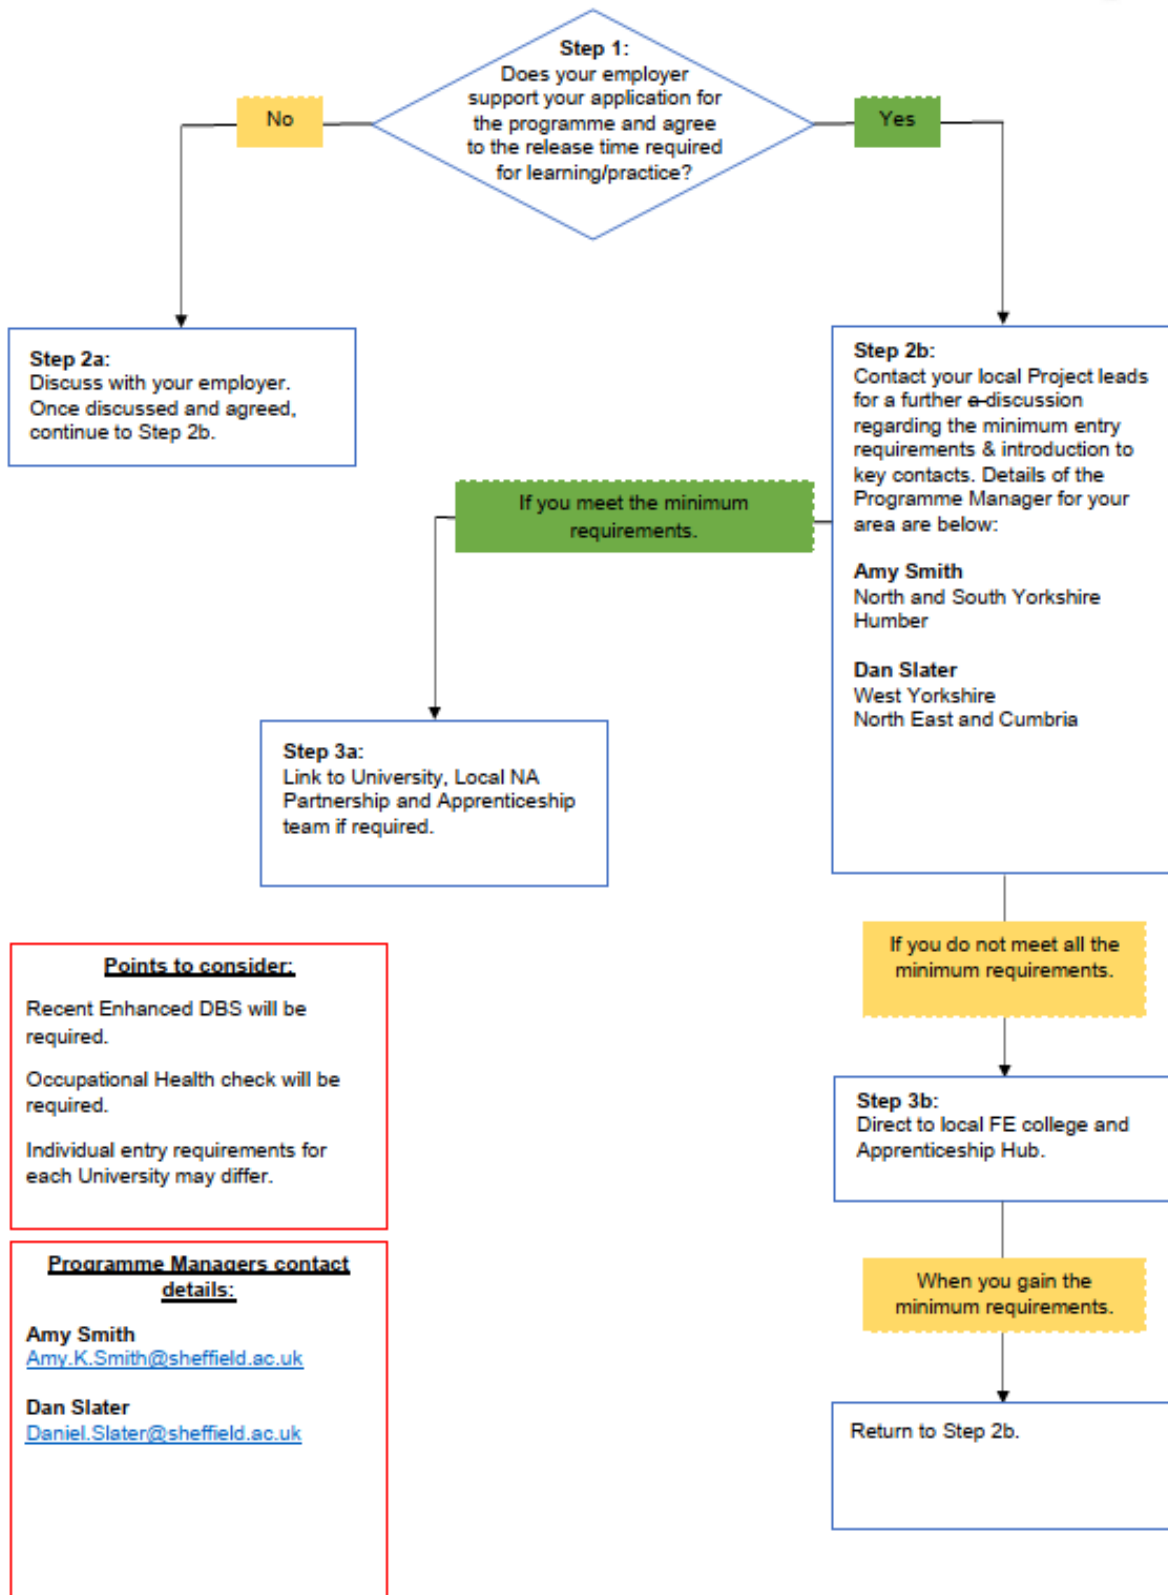 Step 1:
Does your employer
support your application for
the programme and agree
to the release time required
for learning/practice?
No
Yes
Step 2a:
Discuss with your employer.
Once discussed and agreed,
continue to Step 2b.
Step 2b:
Contact your local Project leads
for a further a discussion
regarding the minimum entry
requirements & introduction to
key contacts. Details of the
Programme Manager for your
area are below:
Amy Smith
North and South Yorkshire
Humber
Dan Slater
West Yorkshire
North East and Cumbria
If you meet the minimum
requirements.
Step 3a:
Link to University, Local NA
Partnership and Apprenticeship
team if required.
If you do not meet all the
minimum requirements.
Step 3b:
Direct to local FE college and
Apprenticeship Hub.
When you gain the
minimum requirements.
Return to Step 2b.
Points to consider:
Recent Enhanced DBS will be
required.
Occupational Health check will be
required.
Individual entry requirements for
each University may differ.
Programme Managers contact
details:
Amy Smith
Amy.K.Smith@sheffield.ac.uk
Dan Slater
Daniel.Slater@sheffield.ac.uk